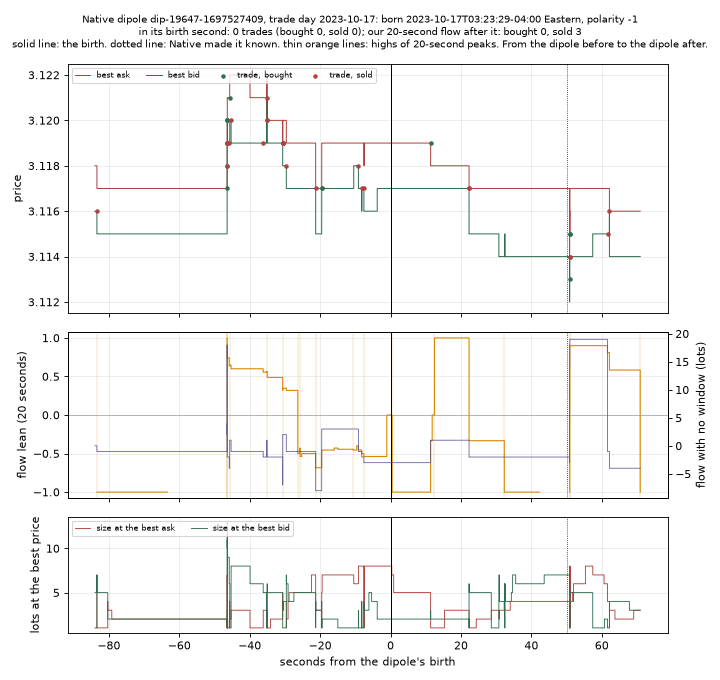 Native dipole dip-19647-1697527409, trade day 2023-10-17: born 2023-10-17T03:23:29-04:00 Eastern, polarity -1
in its birth second: 0 trades (bought 0, sold 0); our 20-second flow after it: bought 0, sold 3
solid line: the birth. dotted line: Native made it known. thin orange lines: highs of 20-second peaks. From the dipole before to the dipole after.
best ask
best bid
trade, bought
trade, sold
3.122
3.120
3.118
3.116
3.114
3.112
price
1.0
0.5
0.0
−0.5
−1.0
flow lean (20 seconds)
20
15
10
5
0
−5
flow with no window (lots)
size at the best ask
size at the best bid
10
5
lots at the best price
−80
−60
−40
−20
0
20
40
60
seconds from the dipole's birth